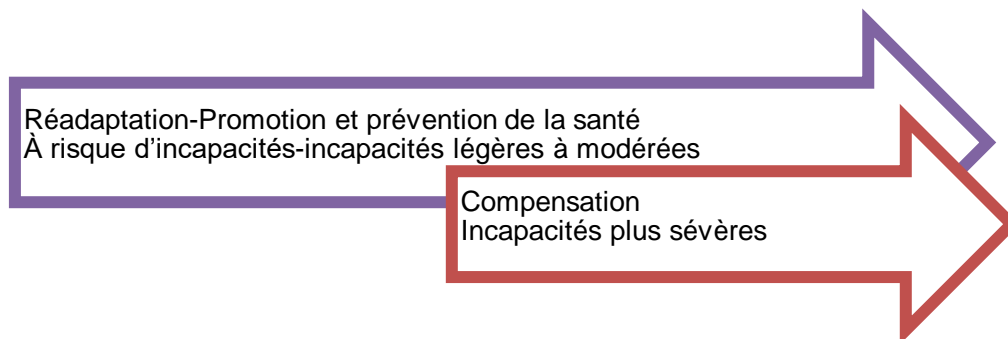 Réadaptation-Promotion et prévention de la santé
À risque d'incapacités-incapacités légères à modérées
Compensation
Incapacités plus sévères